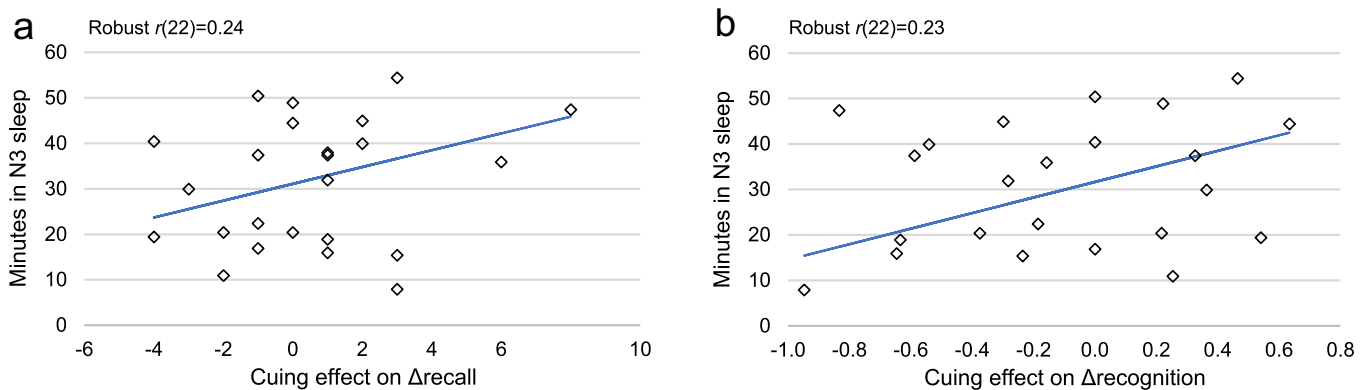 a
Robust r(22)=0.24
Minutes in N3 sleep
60
50
40
30
20
10
0
-6 -4 -2 0 2 4 6 8 10
Cuing effect on Δrecall
b
Robust r(22)=0.23
Minutes in N3 sleep
60
50
40
30
20
10
0
-1.0 -0.8 -0.6 -0.4 -0.2 0.0 0.2 0.4 0.6 0.8
Cuing effect on Δrecognition